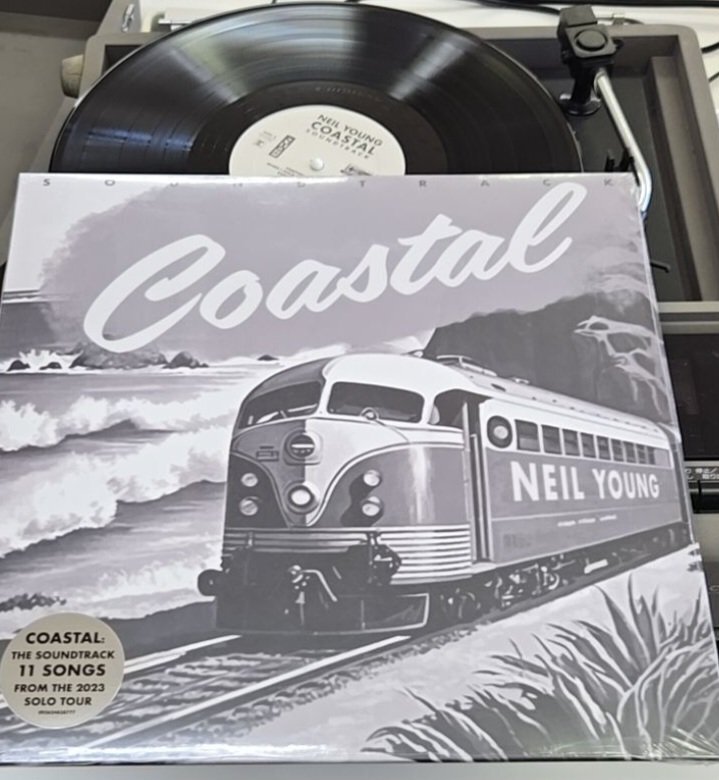 NEIL YOUNG
COASTAL
SOUNDTRACK
SOUNDTRACK
Coastal
NEIL YOUNG
COASTAL:
THE SOUNDTRACK
11 SONGS
FROM THE 2023
SOLO TOUR